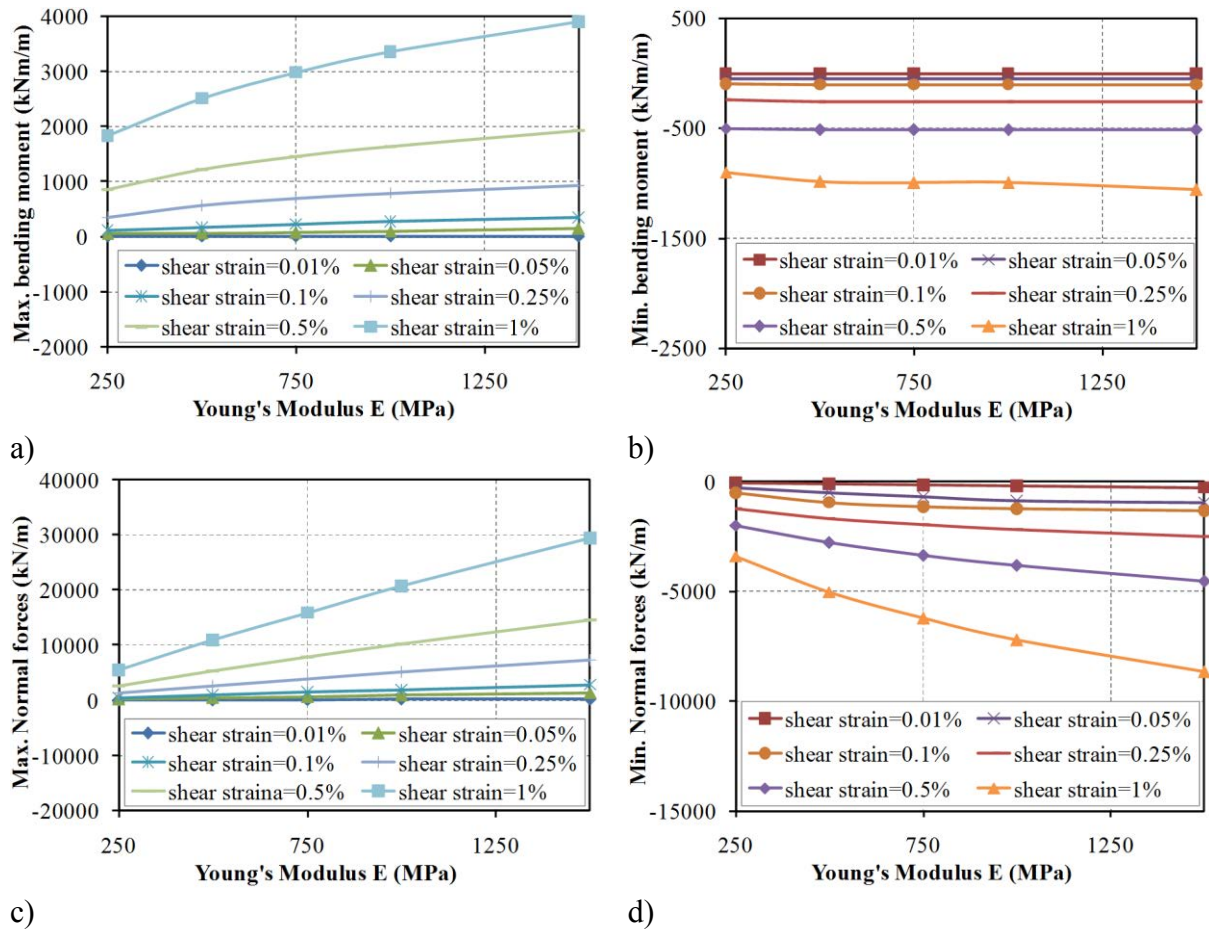 4000
3000
2000
1000
0
-1000
-2000
Max. bending moment (kNm/m)
shear strain=0.01% shear strain=0.05%
shear strain=0.1% shear strain=0.25%
shear strain=0.5% shear strain=1%
250 750 1250
Young's Modulus E (MPa)
a)
500
-500
-1500
-2500
Min. bending moment (kNm/m)
shear strain=0.01% shear strain=0.05%
shear strain=0.1% shear strain=0.25%
shear strain=0.5% shear strain=1%
250 750 1250
Young's Modulus E (MPa)
b)
40000
30000
20000
10000
0
-10000
-20000
Max. Normal forces (kN/m)
shear strain=0.01% shear strain=0.05%
shear strain=0.1% shear strain=0.25%
shear straina=0.5% shear strain=1%
250 750 1250
Young's Modulus E (MPa)
c)
0
-5000
-10000
-15000
Min. Normal forces (kN/m)
shear strain=0.01% shear strain=0.05%
shear strain=0.1% shear strain=0.25%
shear strain=0.5% shear strain=1%
250 750 1250
Young's Modulus E (MPa)
d)